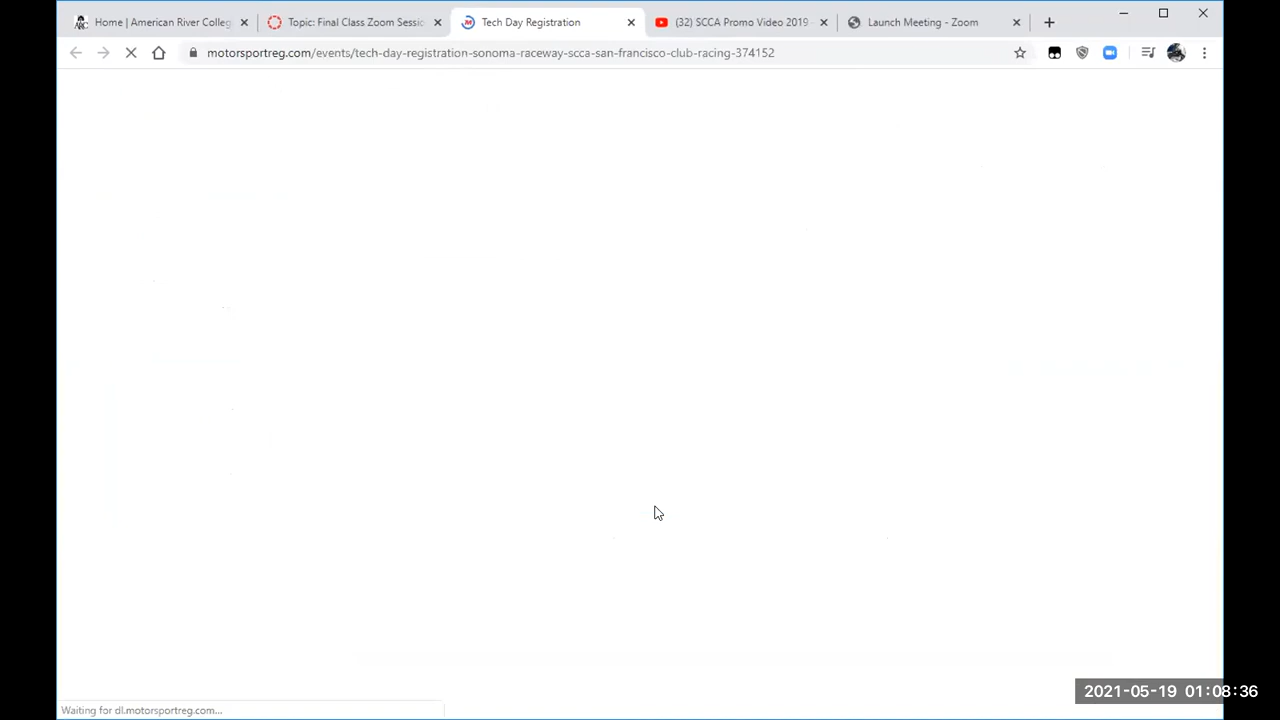 Home | American River Colleg
Topic: Final Class Zoom Sessio
Tech Day Registration
(32) SCCA Promo Video 2019
Launch Meeting - Zoom
motorsportreg.com/events/tech-day-registration-sonoma-raceway-scca-san-francisco-club-racing-374152
Waiting for dl.motorsportreg.com...
2021-05-19 01:08:36